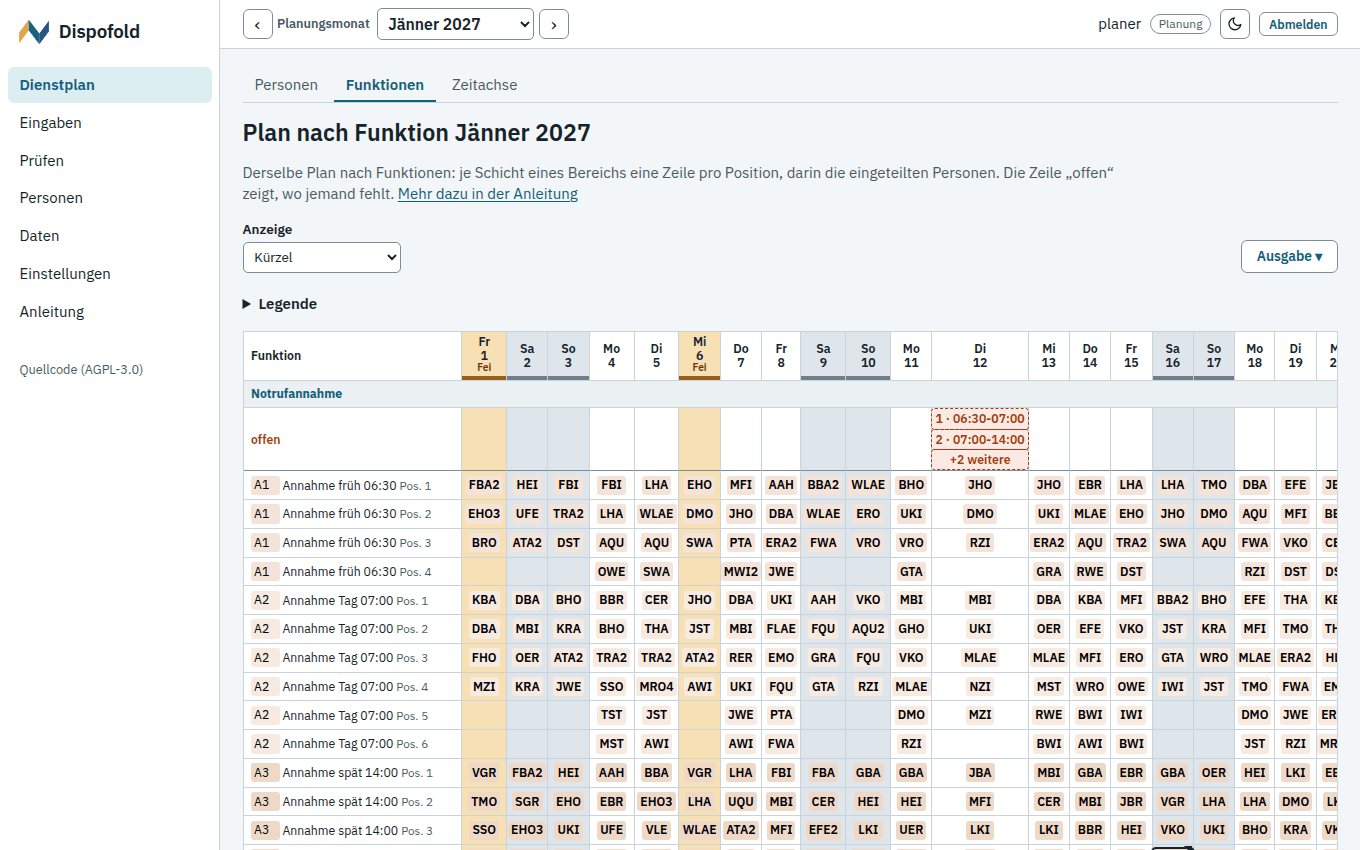 Dispofold
‹ Planungsmonat Jänner 2027 ›
planer Planung Abmelden
Dienstplan
Eingaben
Prüfen
Personen
Daten
Einstellungen
Anleitung
Quellcode (AGPL-3.0)
Personen Funktionen Zeitachse
Plan nach Funktion Jänner 2027
Derselbe Plan nach Funktionen: je Schicht eines Bereichs eine Zeile pro Position, darin die eingeteilten Personen. Die Zeile „offen“
zeigt, wo jemand fehlt. Mehr dazu in der Anleitung
Anzeige
Kürzel
Ausgabe ▾
Legende
Funktion Fr 1 Fei Sa 2 So 3 Mo 4 Di 5 Mi 6 Fei Do 7 Fr 8 Sa 9 So 10 Mo 11 Di 12 Mi 13 Do 14 Fr 15 Sa 16 So 17 Mo 18 Di 19
Notrufannahme
offen 1 · 06:30-07:00
2 · 07:00-14:00
+2 weitere
A1 Annahme früh 06:30 Pos. 1 FBA2 HEI FBI FBI LHA EHO MFI AAH BBA2 WLAE BHO JHO JHO EBR LHA LHA TMO DBA EFE
A1 Annahme früh 06:30 Pos. 2 EHO3 UFE TRA2 LHA WLAE DMO JHO DBA WLAE ERO UKI DMO UKI MLAE EHO JHO DMO AQU MFI
A1 Annahme früh 06:30 Pos. 3 BRO ATA2 DST AQU AQU SWA PTA ERA2 FWA VRO VRO RZI ERA2 AQU TRA2 SWA AQU FWA VKO
A1 Annahme früh 06:30 Pos. 4 OWE SWA MWI2 JWE GTA GRA RWE DST RZI DST
A2 Annahme Tag 07:00 Pos. 1 KBA DBA BHO BBR CER JHO DBA UKI AAH VKO MBI MBI DBA KBA MFI BBA2 BHO EFE THA
A2 Annahme Tag 07:00 Pos. 2 DBA MBI KRA BHO THA JST MBI FLAE FQU AQU2 GHO UKI OER EFE VKO JST KRA MFI TMO
A2 Annahme Tag 07:00 Pos. 3 FHO OER ATA2 TRA2 TRA2 ATA2 RER EMO GRA FQU VKO MLAE MLAE MFI ERO GTA WRO MLAE ERA2
A2 Annahme Tag 07:00 Pos. 4 MZI KRA JWE SSO MRO4 AWI UKI FQU GTA RZI MLAE NZI MST WRO OWE IWI JST TMO FWA
A2 Annahme Tag 07:00 Pos. 5 TST JST JWE PTA DMO MZI RWE BWI IWI DMO JWE
A2 Annahme Tag 07:00 Pos. 6 MST AWI AWI FWA RZI BWI AWI BWI JST RZI
A3 Annahme spät 14:00 Pos. 1 VGR FBA2 HEI AAH BBA VGR LHA FBI FBA GBA GBA JBA MBI GBA EBR GBA OER HEI LKI
A3 Annahme spät 14:00 Pos. 2 TMO SGR EHO EBR EHO3 LHA UQU MBI CER HEI HEI MFI CER MBI JBR VGR LHA LHA DMO
A3 Annahme spät 14:00 Pos. 3 SSO EHO3 UKI UFE VLE WLAE ATA2 MFI EFE2 LKI UER LKI LKI BBR HEI VKO UKI BHO KRA